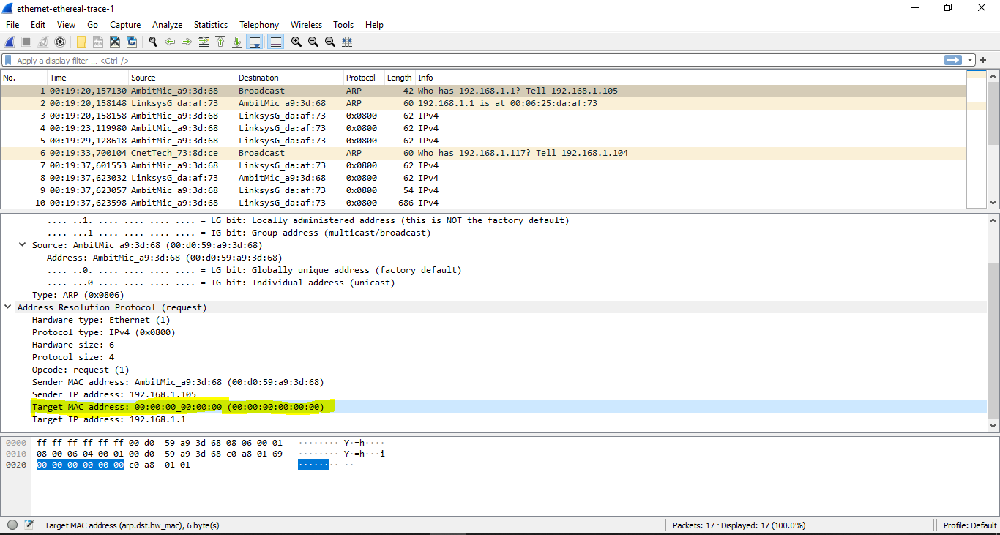 ethernet-ethereal-trace-1
File Edit View Go Capture Analyze Statistics Telephony Wireless Tools Help
Apply a display filter ... <Ctrl-/>
No. Time Source Destination Protocol Length Info
1 00:19:20,157130 AmbitMic_a9:3d:68 Broadcast ARP 42 Who has 192.168.1.1? Tell 192.168.1.105
2 00:19:20,158148 LinksysG_da:af:73 AmbitMic_a9:3d:68 ARP 60 192.168.1.1 is at 00:06:25:da:af:73
3 00:19:20,158158 AmbitMic_a9:3d:68 LinksysG_da:af:73 0x0800 62 IPv4
4 00:19:23,119980 AmbitMic_a9:3d:68 LinksysG_da:af:73 0x0800 62 IPv4
5 00:19:29,128618 AmbitMic_a9:3d:68 LinksysG_da:af:73 0x0800 62 IPv4
6 00:19:33,700104 CnetTech_73:8d:ce Broadcast ARP 60 Who has 192.168.1.117? Tell 192.168.1.104
7 00:19:37,601553 AmbitMic_a9:3d:68 LinksysG_da:af:73 0x0800 62 IPv4
8 00:19:37,623032 LinksysG_da:af:73 AmbitMic_a9:3d:68 0x0800 62 IPv4
9 00:19:37,623057 AmbitMic_a9:3d:68 LinksysG_da:af:73 0x0800 54 IPv4
10 00:19:37,623598 AmbitMic_a9:3d:68 LinksysG_da:af:73 0x0800 686 IPv4
.... ..1. .... .... .... .... = LG bit: Locally administered address (this is NOT the factory default)
.... ...1 .... .... .... .... = IG bit: Group address (multicast/broadcast)
Source: AmbitMic_a9:3d:68 (00:d0:59:a9:3d:68)
Address: AmbitMic_a9:3d:68 (00:d0:59:a9:3d:68)
.... ..0. .... .... .... .... = LG bit: Globally unique address (factory default)
.... ...0 .... .... .... .... = IG bit: Individual address (unicast)
Type: ARP (0x0806)
Address Resolution Protocol (request)
Hardware type: Ethernet (1)
Protocol type: IPv4 (0x0800)
Hardware size: 6
Protocol size: 4
Opcode: request (1)
Sender MAC address: AmbitMic_a9:3d:68 (00:d0:59:a9:3d:68)
Sender IP address: 192.168.1.105
Target MAC address: 00:00:00_00:00:00 (00:00:00:00:00:00)
Target IP address: 192.168.1.1
0000 ff ff ff ff ff ff 00 d0 59 a9 3d 68 08 06 00 01 ········ Y·=h····
0010 08 00 06 04 00 01 00 d0 59 a9 3d 68 c0 a8 01 69 ········ Y·=h···i
0020 00 00 00 00 00 00 c0 a8 01 01 ········ ··
Target MAC address (arp.dst.hw_mac), 6 byte(s) Packets: 17 · Displayed: 17 (100.0%) Profile: Default